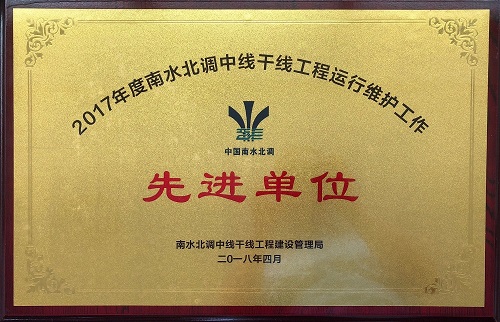 2017年度南水北调中线干线工程运行维护工作
中国南水北调
先进单位
南水北调中线干线工程建设管理局
二〇一八年四月